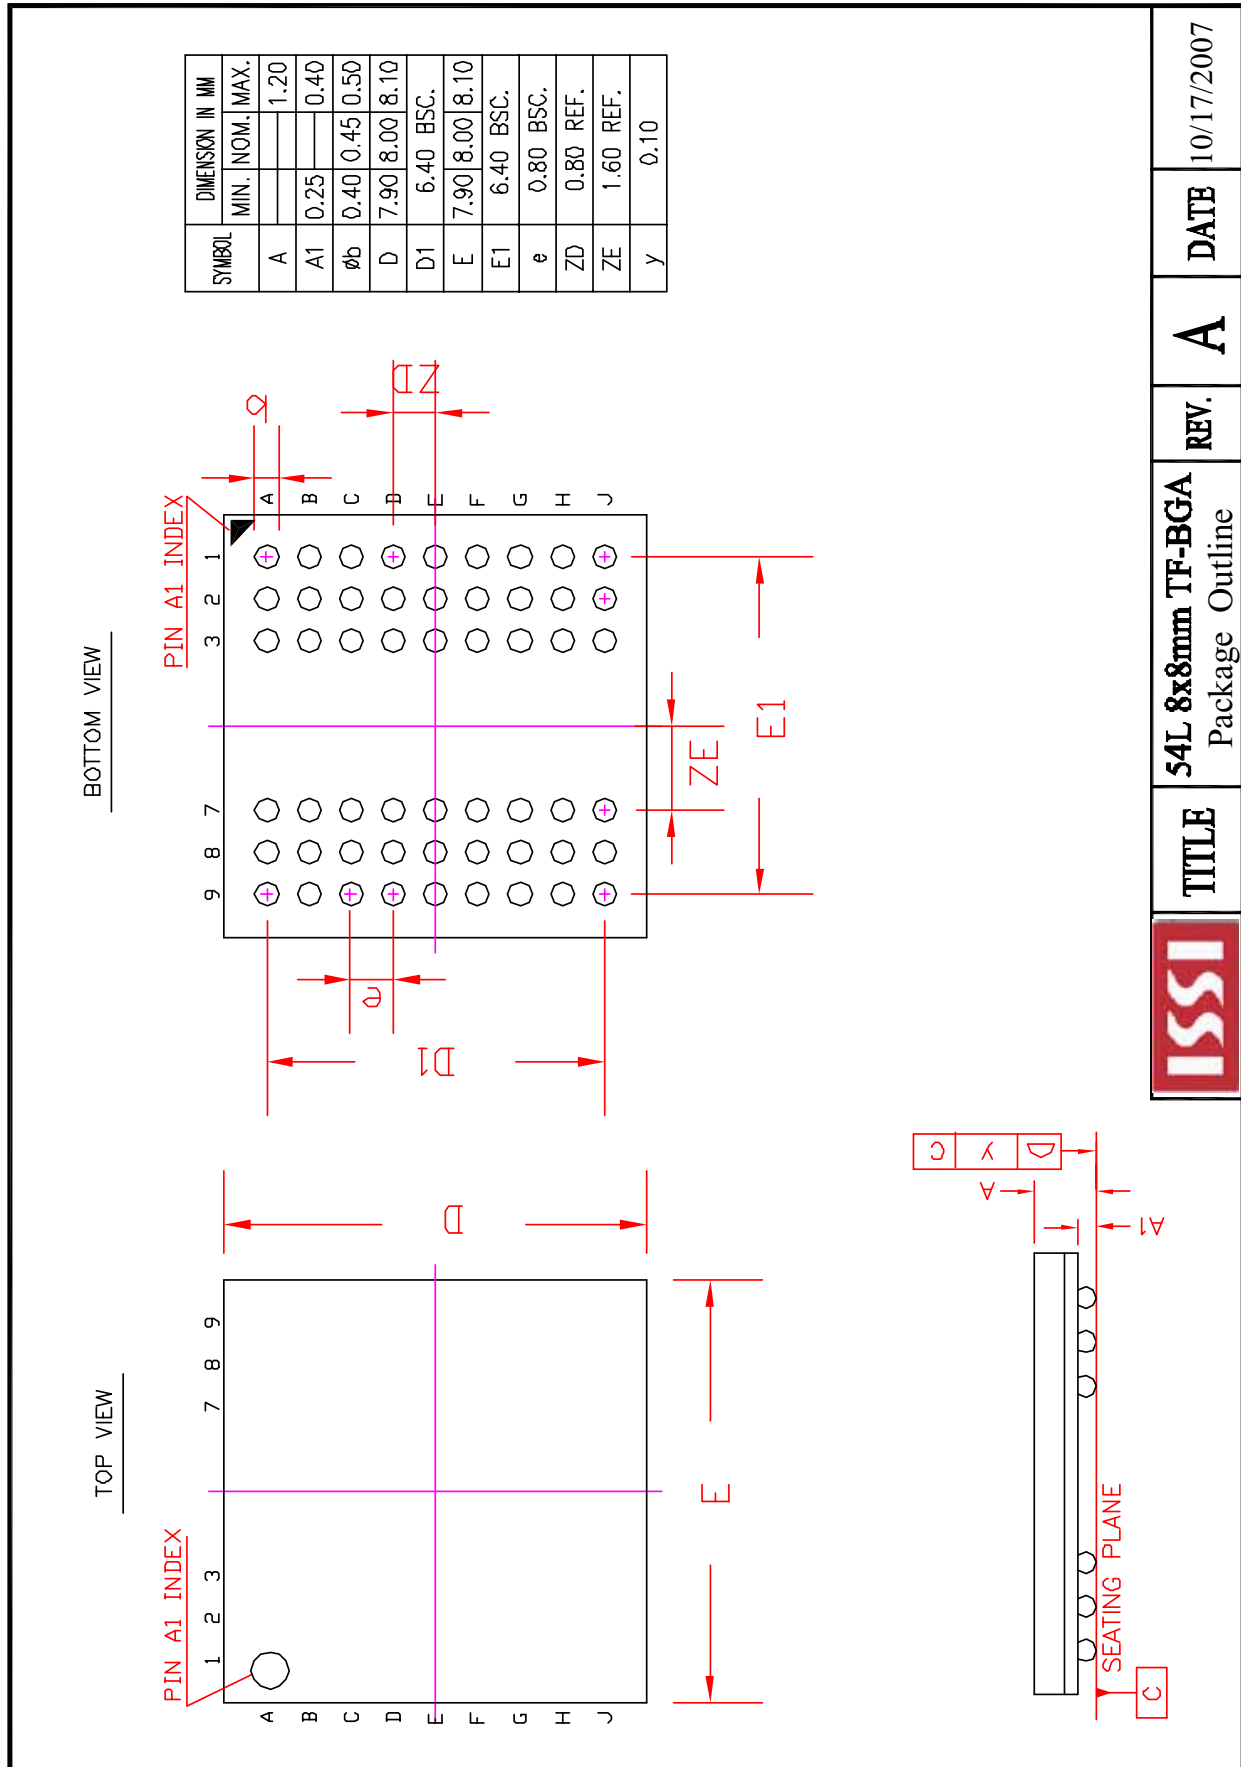 SYMBOL DIMENSION IN MM
MIN. NOM. MAX.
A 1.20
A1 0.25 0.40
øb 0.40 0.45 0.50
D 7.90 8.00 8.10
D1 6.40 BSC.
E 7.90 8.00 8.10
E1 6.40 BSC.
e 0.80 BSC.
ZD 0.80 REF.
ZE 1.60 REF.
y 0.10
TOP VIEW
PIN A1 INDEX
1 2 3 7 8 9
A
B
C
D
E
F
G
H
J
D
E
BOTTOM VIEW
PIN A1 INDEX
9 8 7 3 2 1
A
B
C
D
E
F
G
H
J
b
ZD
e
D1
ZE
E1
SEATING PLANE
C
A
A1
y C
ISSI
TITLE
54L 8x8mm TF-BGA
Package Outline
REV.
A
DATE
10/17/2007